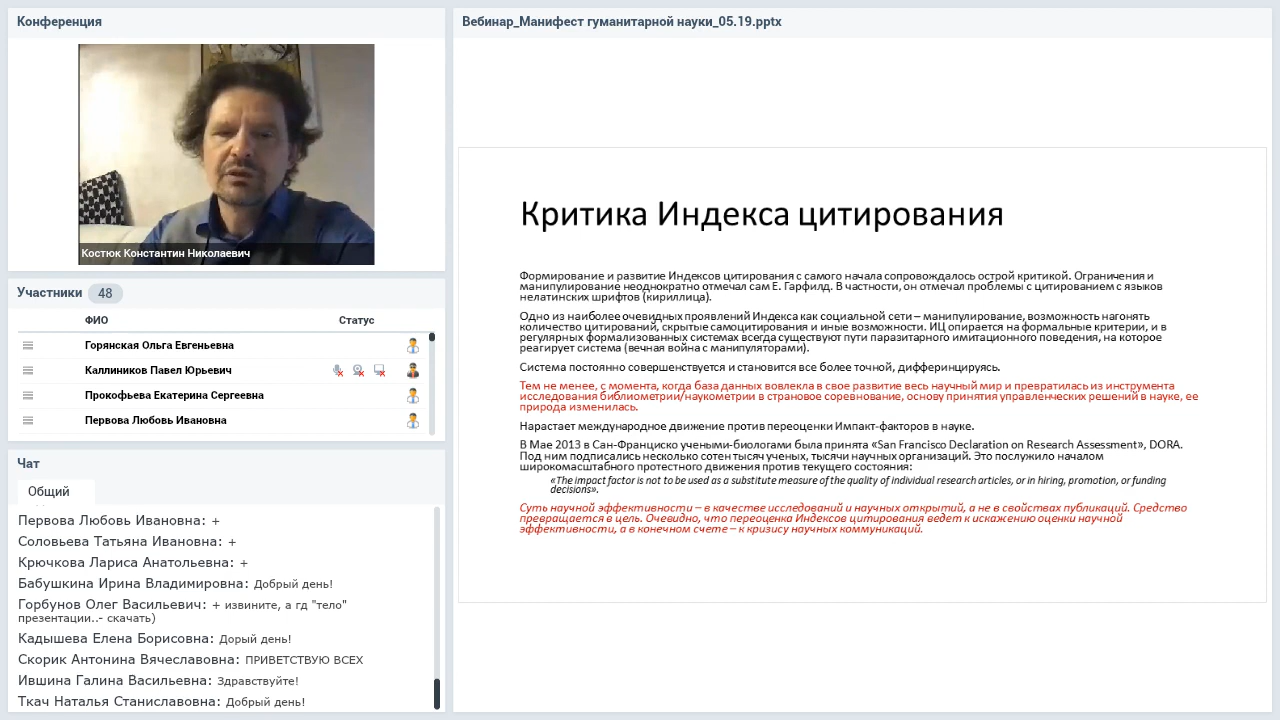 Конференция
Костюк Константин Николаевич
Участники 48
ФИО Статус
Горянская Ольга Евгеньевна
Каллиников Павел Юрьевич
Прокофьева Екатерина Сергеевна
Первова Любовь Ивановна
Чат
Общий
Первова Любовь Ивановна: +
Соловьева Татьяна Ивановна: +
Крючкова Лариса Анатольевна: +
Бабушкина Ирина Владимировна: Добрый день!
Горбунов Олег Васильевич: + извините, а гд "тело"
презентации..- скачать)
Кадышева Елена Борисовна: Дорый день!
Скорик Антонина Вячеславовна: ПРИВЕТСТВУЮ ВСЕХ
Ившина Галина Васильевна: Здравствуйте!
Ткач Наталья Станиславовна: Добрый день!
Вебинар_Манифест гуманитарной науки_05.19.pptx
Критика Индекса цитирования
Формирование и развитие Индексов цитирования с самого начала сопровождалось острой критикой. Ограничения и
манипулирование неоднократно отмечал сам Е. Гарфилд. В частности, он отмечал проблемы с цитированием с языков
нелатинских шрифтов (кириллица).
Одно из наиболее очевидных проявлений Индекса как социальной сети – манипулирование, возможность нагонять
количество цитирований, скрытые самоцитирования и иные возможности. ИЦ опирается на формальные критерии, и в
регулярных формализованных системах всегда существуют пути паразитарного имитационного поведения, на которое
реагирует система (вечная война с манипуляторами).
Система постоянно совершенствуется и становится все более точной, дифференцируясь.
Тем не менее, с момента, когда база данных вовлекла в свое развитие весь научный мир и превратилась из инструмента
исследования библиометрии/наукометрии в страновое соревнование, основу принятия управленческих решений в науке, ее
природа изменилась.
Нарастает международное движение против переоценки Импакт-факторов в науке.
В Мае 2013 в Сан-Франциско учеными-биологами была принята «San Francisco Declaration on Research Assessment», DORA.
Под ним подписались несколько сотен тысяч ученых, тысячи научных организаций. Это послужило началом
широкомасштабного протестного движения против текущего состояния:
«The impact factor is not to be used as a substitute measure of the quality of individual research articles, or in hiring, promotion, or funding
decisions».
Суть научной эффективности – в качестве исследований и научных открытий, а не в свойствах публикаций. Средство
превращается в цель. Очевидно, что переоценка Индексов цитирования ведет к искажению оценки научной
эффективности, а в конечном счете – к кризису научных коммуникаций.